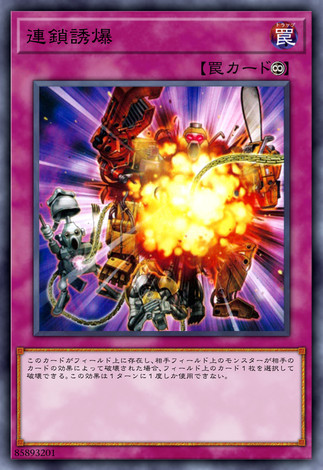 連鎖誘爆
トラップ
罠
【罠カード♾】
このカードがフィールド上に存在し、相手フィールド上のモンスターが相手の
カードの効果によって破壊された場合、フィールド上のカード1枚を選択して
破壊できる。この効果は1ターンに1度しか使用できない。
85893201